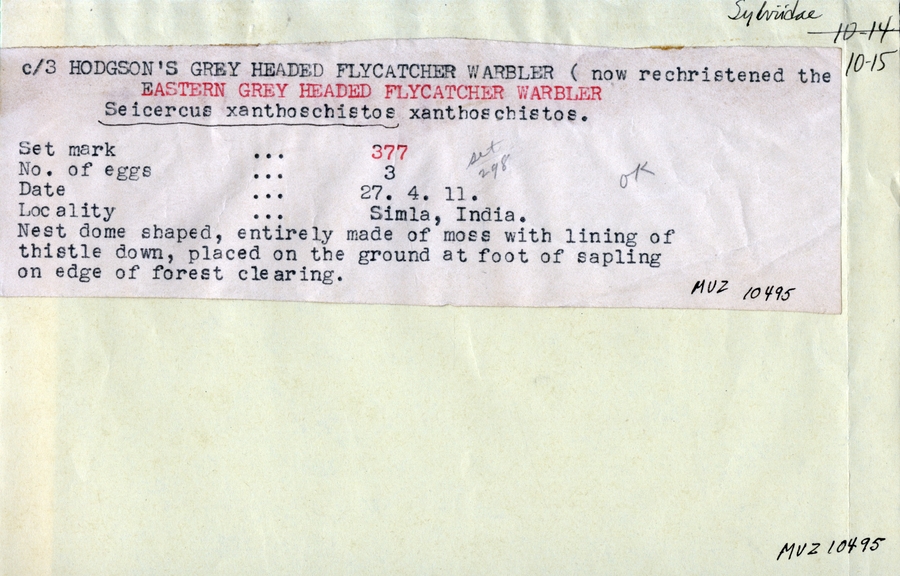 Sylviidae
10-14
10-15
c/3 HODGSON'S GREY HEADED FLYCATCHER WARBLER ( now rechristened the
EASTERN GREY HEADED FLYCATCHER WARBLER
Seicercus xanthoschistos xanthoschistos.
Set mark ... 377
set 298
No. of eggs ... 3
OK
Date ... 27. 4. 11.
Locality ... Simla, India.
Nest dome shaped, entirely made of moss with lining of
thistle down, placed on the ground at foot of sapling
on edge of forest clearing.
MVZ 10495
MVZ 10495